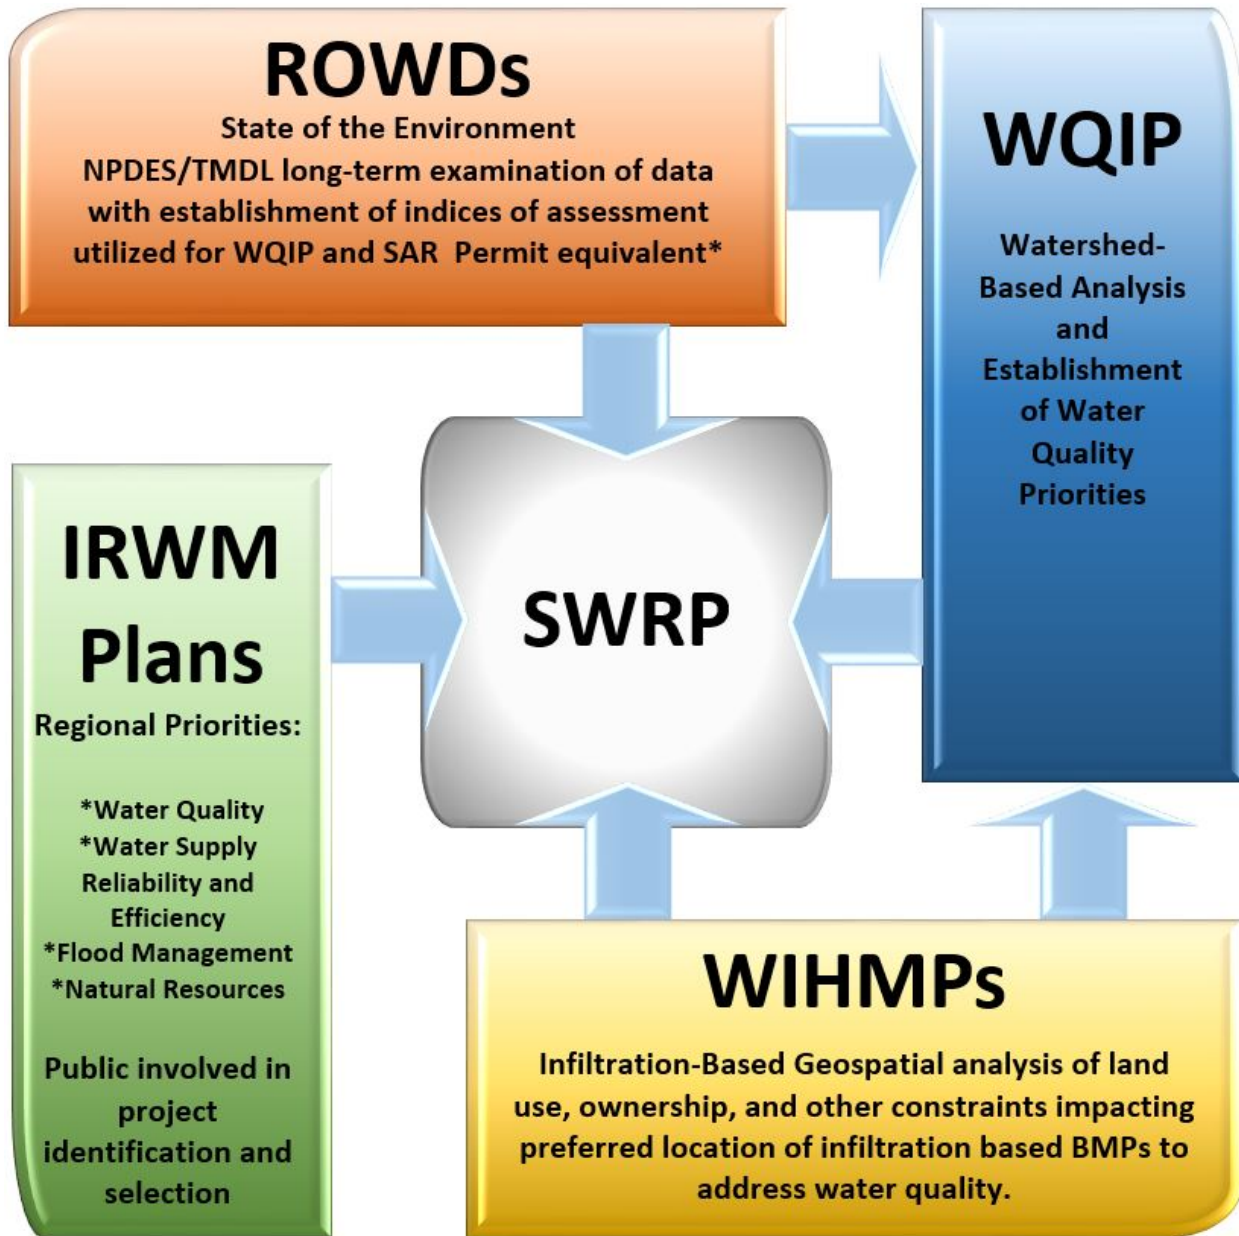 ROWDs
State of the Environment
NPDES/TMDL long-term examination of data
with establishment of indices of assessment
utilized for WQIP and SAR  Permit equivalent*
WQIP
Watershed-
Based Analysis
and
Establishment
of Water
Quality
Priorities
IRWM
Plans
Regional Priorities:
*Water Quality
*Water Supply
Reliability and
Efficiency
*Flood Management
*Natural Resources
Public involved in
project
identification and
selection
SWRP
WIHMPs
Infiltration-Based Geospatial analysis of land
use, ownership, and other constraints impacting
preferred location of infiltration based BMPs to
address water quality.